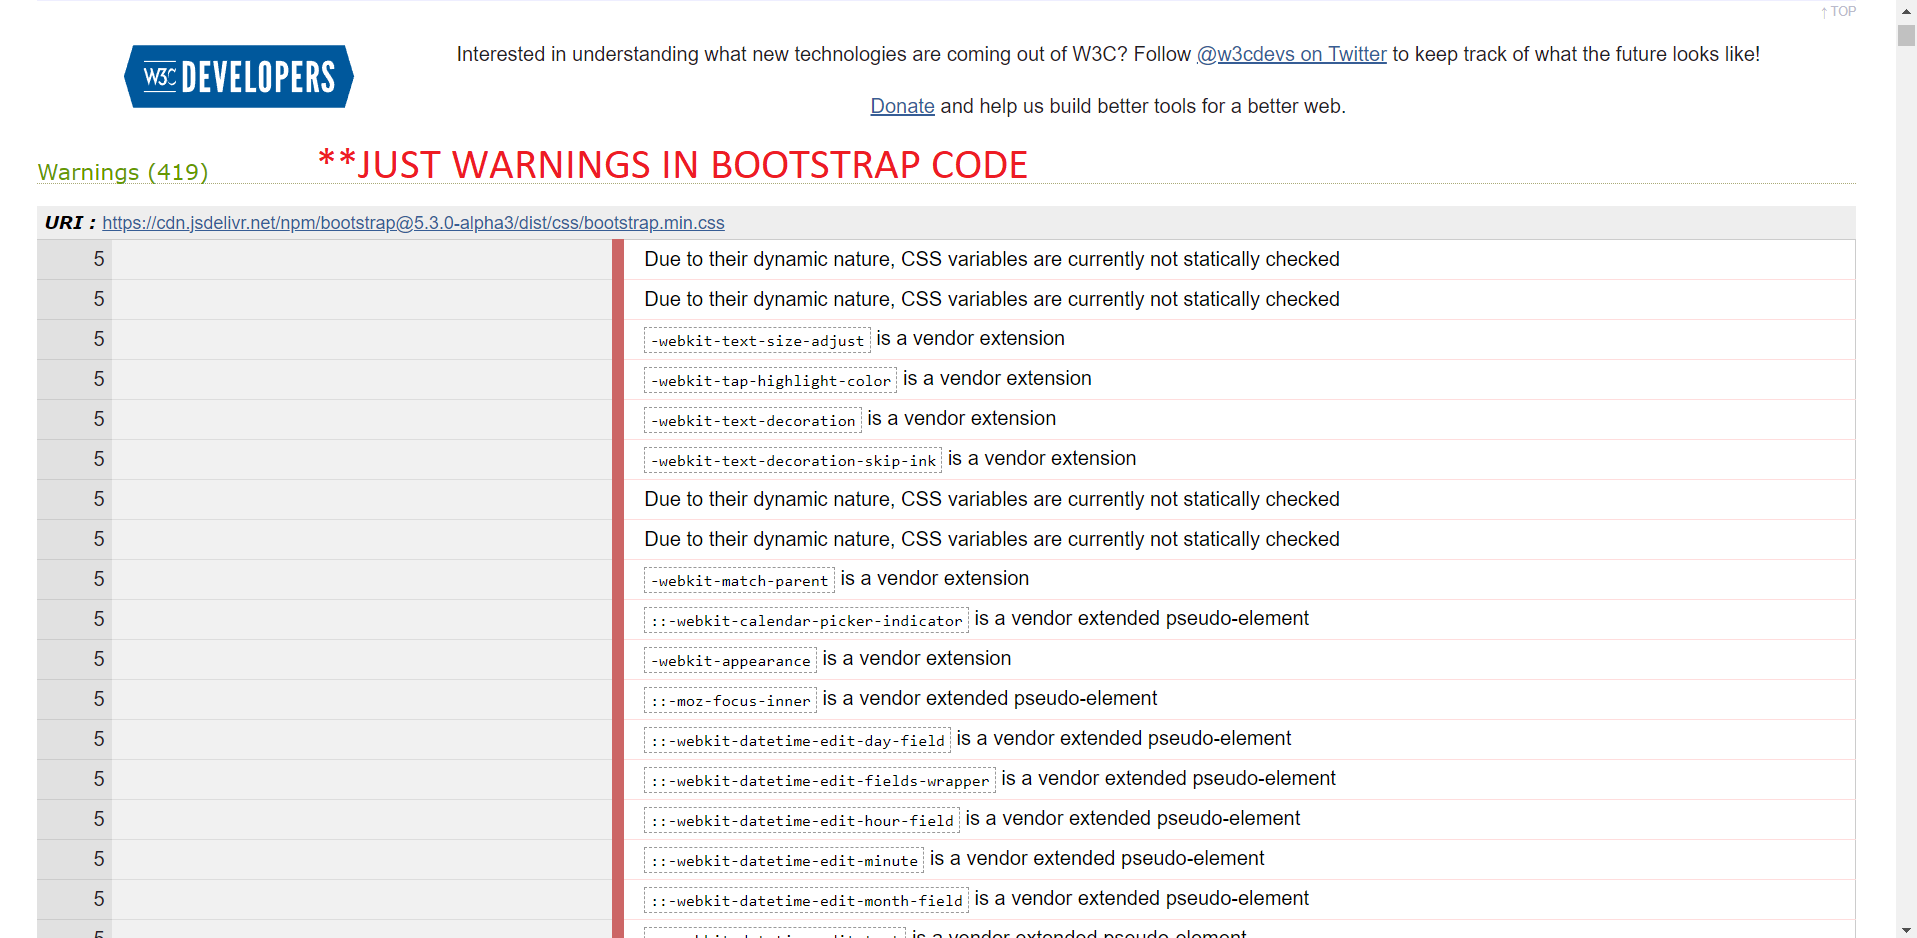 ↑ TOP
W3C DEVELOPERS
Interested in understanding what new technologies are coming out of W3C? Follow @w3cdevs on Twitter to keep track of what the future looks like!
Donate and help us build better tools for a better web.
Warnings (419)
**JUST WARNINGS IN BOOTSTRAP CODE
URI : https://cdn.jsdelivr.net/npm/bootstrap@5.3.0-alpha3/dist/css/bootstrap.min.css
5 Due to their dynamic nature, CSS variables are currently not statically checked
5 Due to their dynamic nature, CSS variables are currently not statically checked
5 -webkit-text-size-adjust is a vendor extension
5 -webkit-tap-highlight-color is a vendor extension
5 -webkit-text-decoration is a vendor extension
5 -webkit-text-decoration-skip-ink is a vendor extension
5 Due to their dynamic nature, CSS variables are currently not statically checked
5 Due to their dynamic nature, CSS variables are currently not statically checked
5 -webkit-match-parent is a vendor extension
5 ::-webkit-calendar-picker-indicator is a vendor extended pseudo-element
5 -webkit-appearance is a vendor extension
5 ::-moz-focus-inner is a vendor extended pseudo-element
5 ::-webkit-datetime-edit-day-field is a vendor extended pseudo-element
5 ::-webkit-datetime-edit-fields-wrapper is a vendor extended pseudo-element
5 ::-webkit-datetime-edit-hour-field is a vendor extended pseudo-element
5 ::-webkit-datetime-edit-minute is a vendor extended pseudo-element
5 ::-webkit-datetime-edit-month-field is a vendor extended pseudo-element
5 is a vendor extended pseudo-element